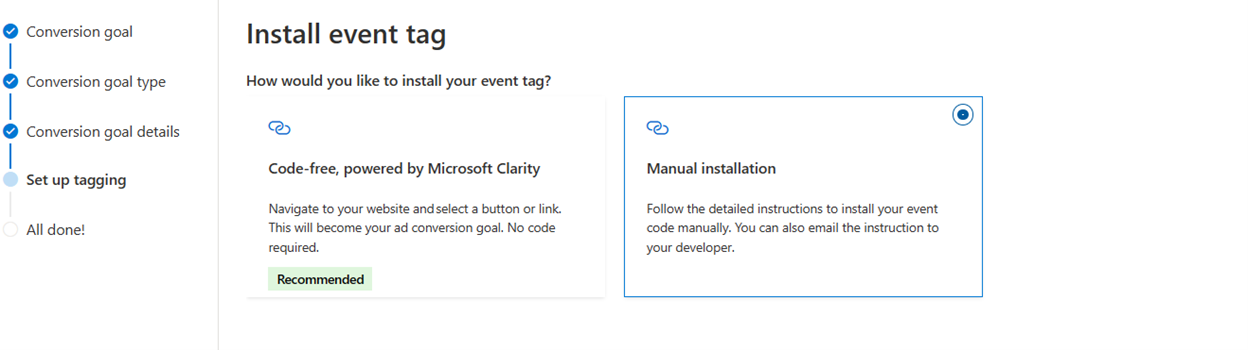 Conversion goal
Conversion goal type
Conversion goal details
Set up tagging
All done!
Install event tag
How would you like to install your event tag?
Code-free, powered by Microsoft Clarity
Navigate to your website and select a button or link.
This will become your ad conversion goal. No code
required.
Recommended
Manual installation
Follow the detailed instructions to install your event
code manually. You can also email the instruction to
your developer.